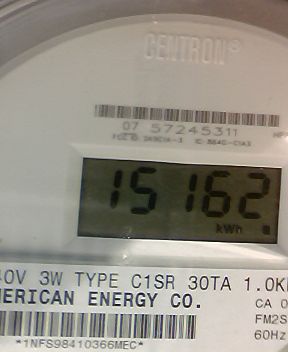 CENTRON®
07 57245311
15162
kWh
40V 3W TYPE C1SR 30TA 1.0K
MERICAN ENERGY CO.
CA 0
FM2S
60Hz
*1NFS98410366MEC*